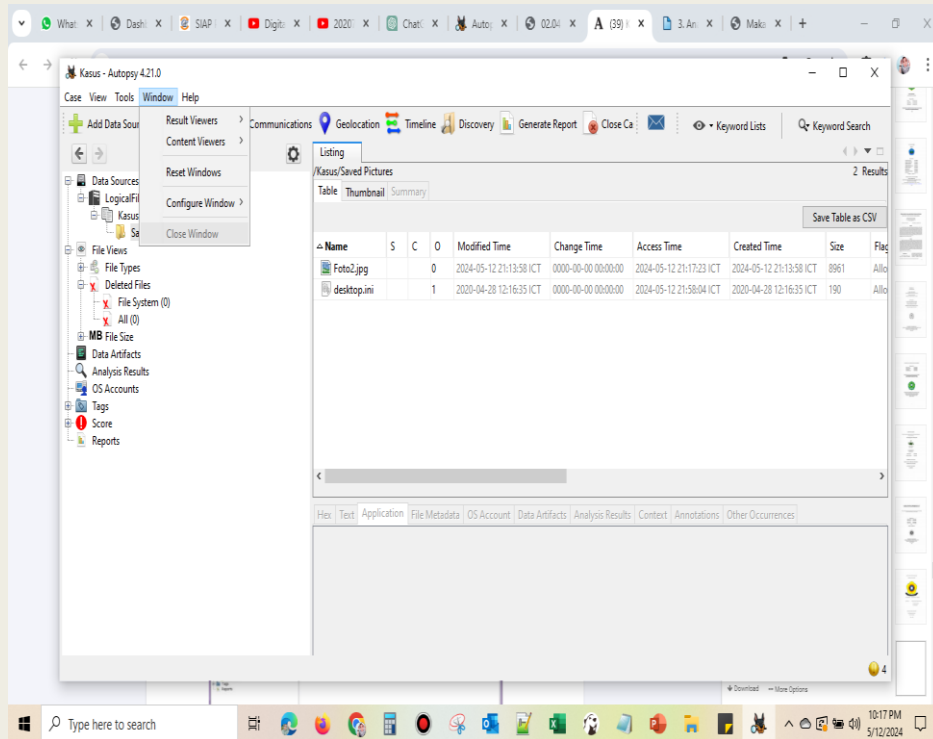 What: Dash SIAP Digit 2020 ChatG Autop 02.04 (39) 3. An Maka
Kasus - Autopsy 4.21.0
Case View Tools Window Help
Add Data Sour Communications Geolocation Timeline Discovery Generate Report Close Ca Keyword Lists Keyword Search
Result Viewers
Content Viewers
Reset Windows
Configure Window
Close Window
Data Sources
LogicalFil
Kasus
Sa
File Views
File Types
Deleted Files
File System (0)
All (0)
MB File Size
Data Artifacts
Analysis Results
OS Accounts
Tags
Score
Reports
Listing
/Kasus/Saved Pictures 2 Results
Table Thumbnail Summary
Save Table as CSV
Name S C O Modified Time Change Time Access Time Created Time Size Flag
Foto2.jpg 0 2024-05-12 21:13:58 ICT 0000-00-00 00:00:00 2024-05-12 21:17:23 ICT 2024-05-12 21:13:58 ICT 8961 Allo
desktop.ini 1 2020-04-28 12:16:35 ICT 0000-00-00 00:00:00 2024-05-12 21:58:04 ICT 2020-04-28 12:16:35 ICT 190 Allo
Hex Text Application File Metadata OS Account Data Artifacts Analysis Results Context Annotations Other Occurrences
4
Download More Options
Type here to search
10:17 PM
5/12/2024